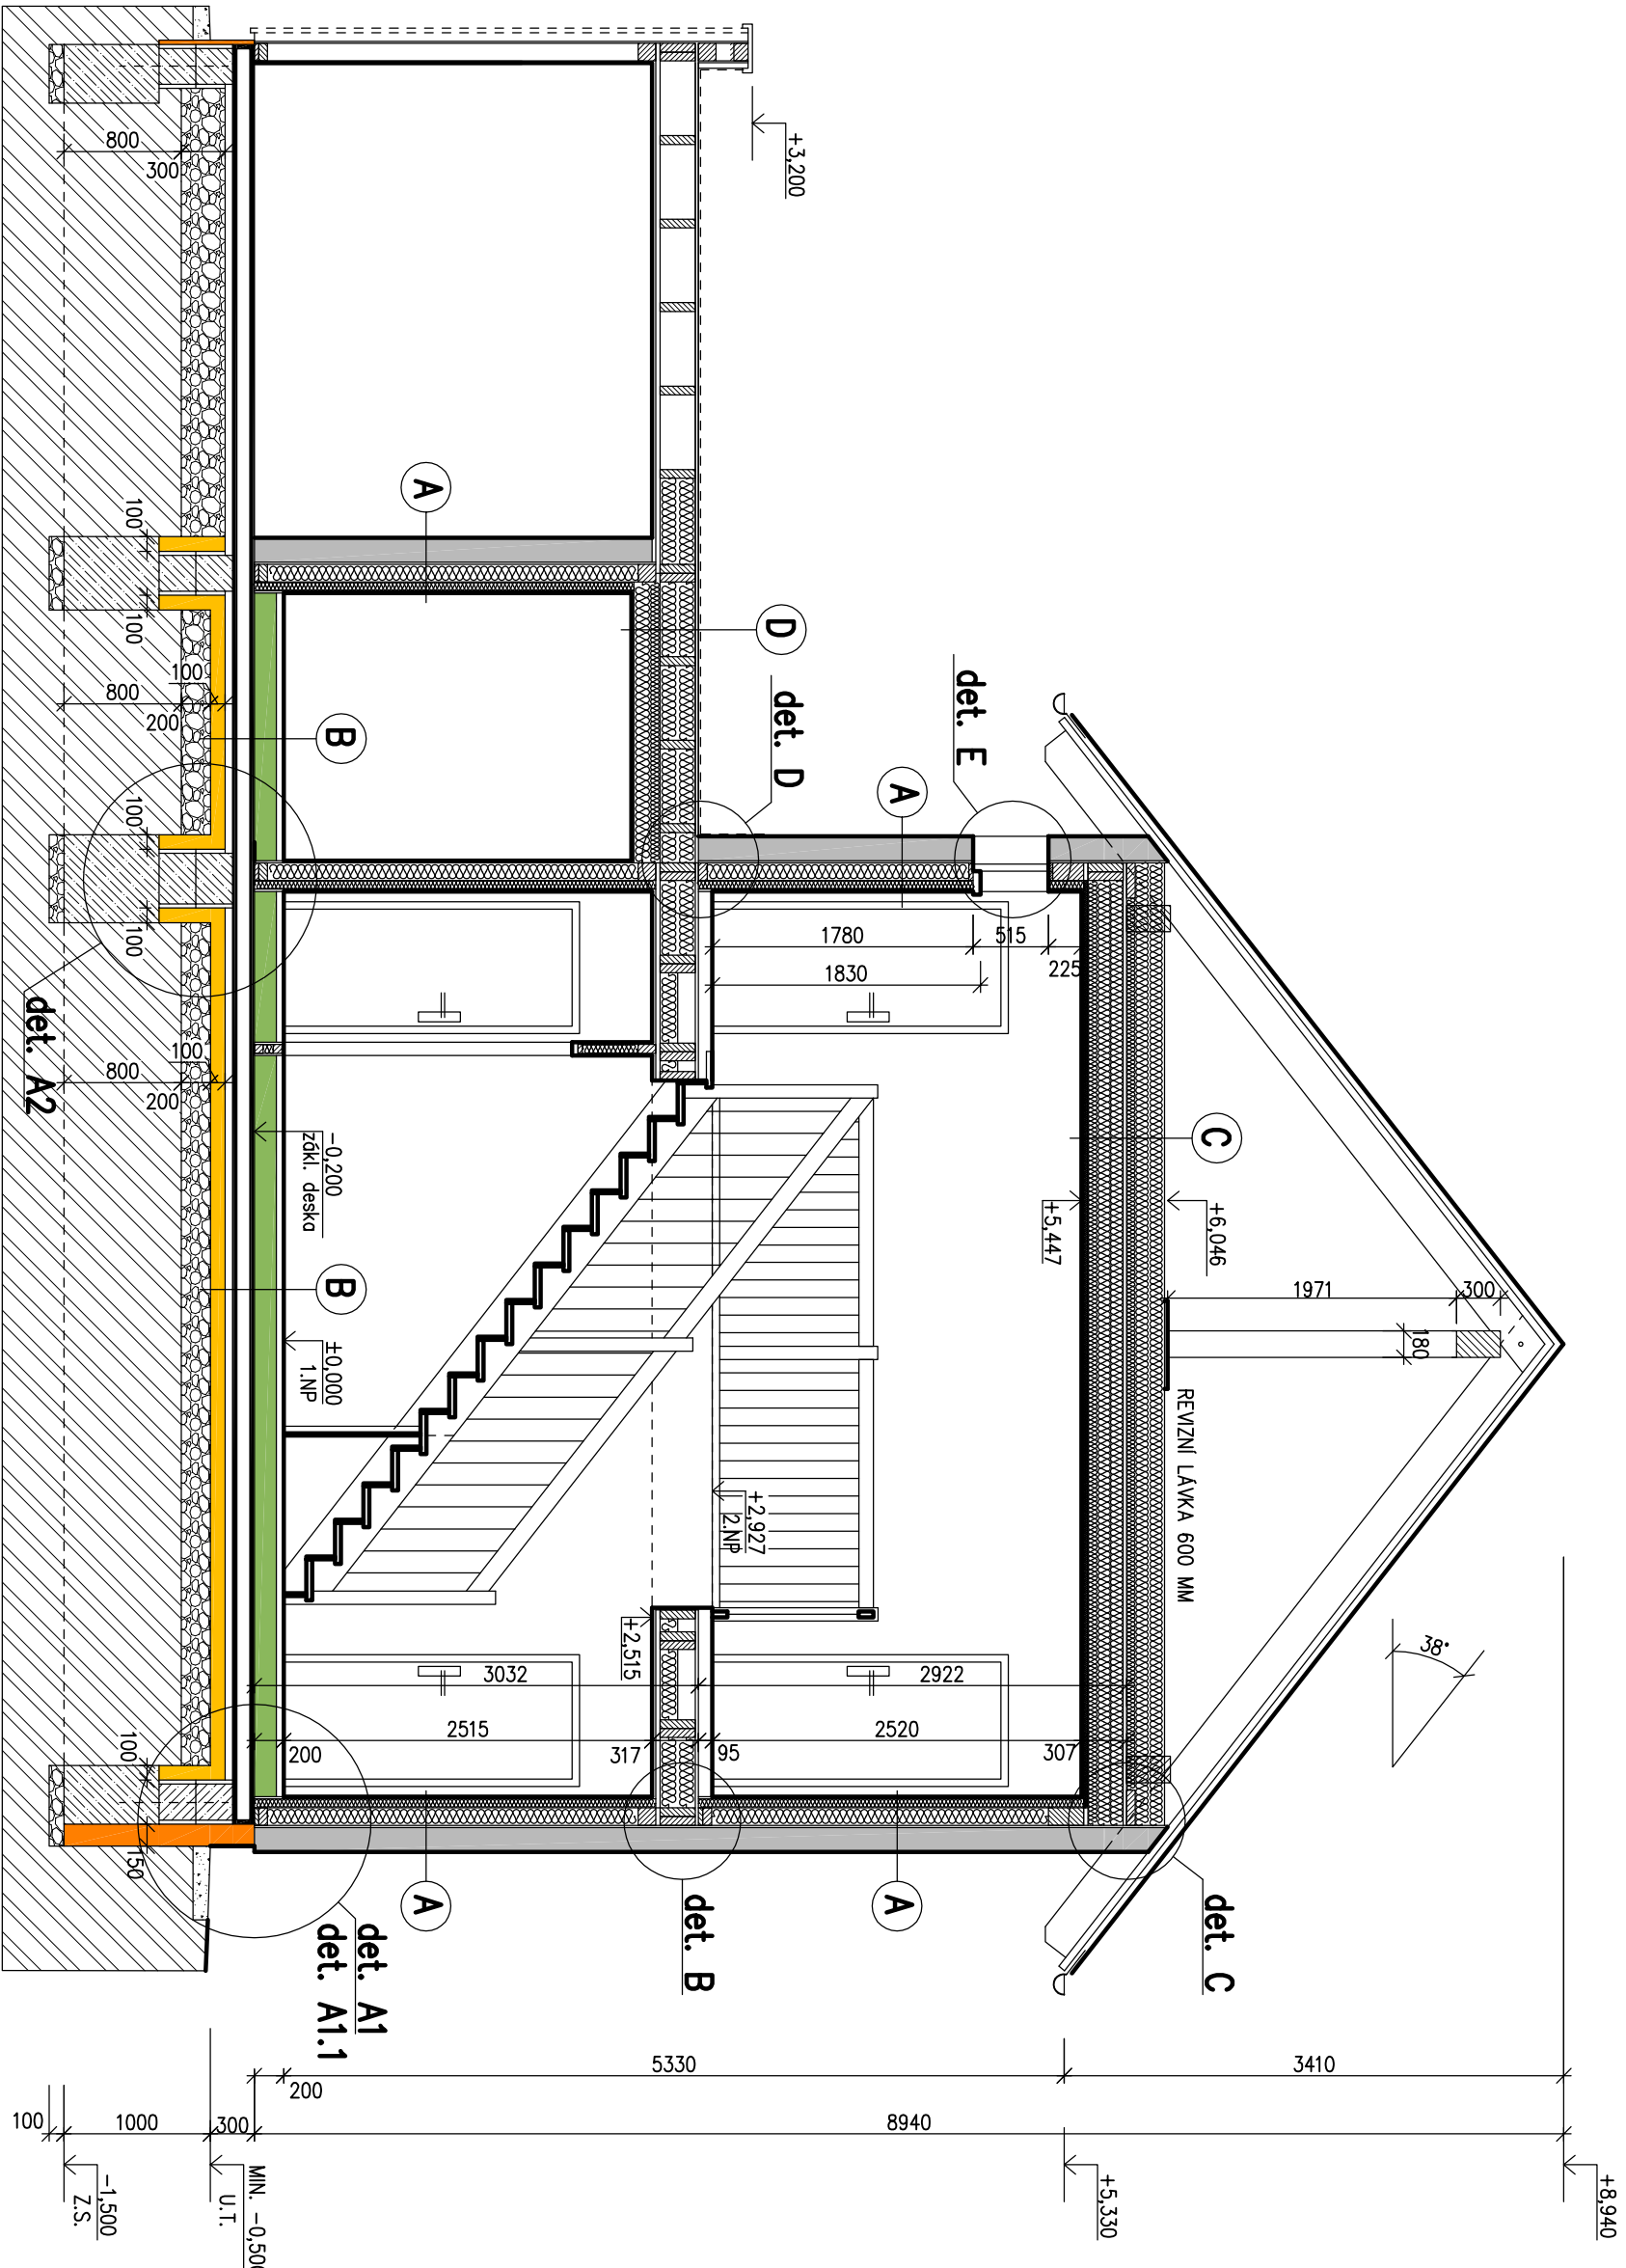 +8,940
+5,330
MIN. -0,500
U.T.
-1,500
Z.S.
3410
5330
200
8940
300
1000
100
38°
det. C
det. B
det. A1
det. A1.1
A
A
REVIZNÍ LÁVKA 600 MM
300
1971
180
+6,046
+5,447
C
2922
2520
307
95
317
3032
2515
200
+2,515
+2,927
2.NP
±0,000
1.NP
-0,200
zákl. deska
B
100
150
1780
515
225
1830
det. E
A
det. D
D
B
A
+3,200
det. A2
800
300
100
100
100
800
200
100
100
100
800
200